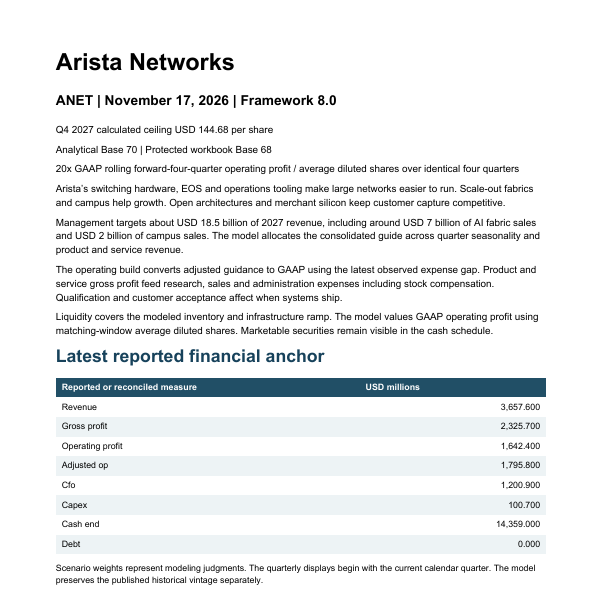 Arista Networks
ANET | November 17, 2026 | Framework 8.0
Q4 2027 calculated ceiling USD 144.68 per share
Analytical Base 70 | Protected workbook Base 68
20x GAAP rolling forward-four-quarter operating profit / average diluted shares over identical four quarters
Arista's switching hardware, EOS and operations tooling make large networks easier to run. Scale-out fabrics
and campus help growth. Open architectures and merchant silicon keep customer capture competitive.
Management targets about USD 18.5 billion of 2027 revenue, including around USD 7 billion of AI fabric sales
and USD 2 billion of campus sales. The model allocates the consolidated guide across quarter seasonality and
product and service revenue.
The operating build converts adjusted guidance to GAAP using the latest observed expense gap. Product and
service gross profit feed research, sales and administration expenses including stock compensation.
Qualification and customer acceptance affect when systems ship.
Liquidity covers the modeled inventory and infrastructure ramp. The model values GAAP operating profit using
matching-window average diluted shares. Marketable securities remain visible in the cash schedule.
Latest reported financial anchor
Reported or reconciled measure USD millions
Revenue 3,657.600
Gross profit 2,325.700
Operating profit 1,642.400
Adjusted op 1,795.800
Cfo 1,200.900
Capex 100.700
Cash end 14,359.000
Debt 0.000
Scenario weights represent modeling judgments. The quarterly displays begin with the current calendar quarter. The model
preserves the published historical vintage separately.